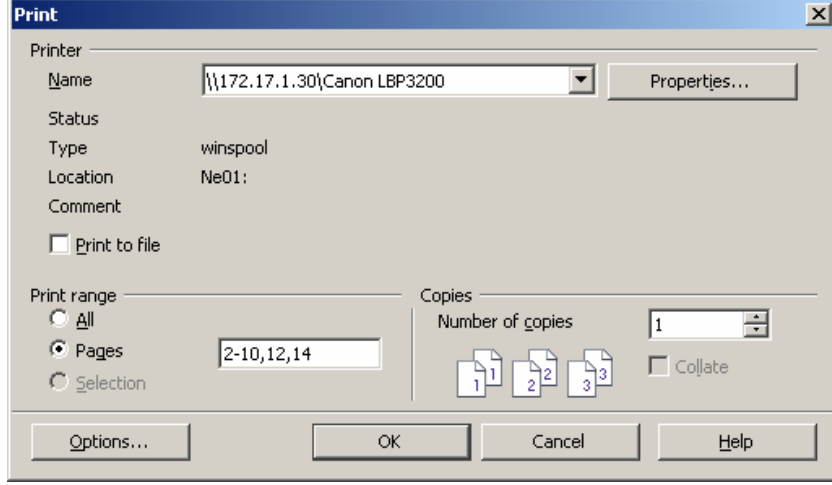 Print
Printer
Name \\172.17.1.30\Canon LBP3200 Properties...
Status
Type winspool
Location Ne01:
Comment
Print to file
Print range Copies
All Number of copies 1
Pages 2-10,12,14 1 1 2 2 3 3 Collate
Selection
Options... OK Cancel Help